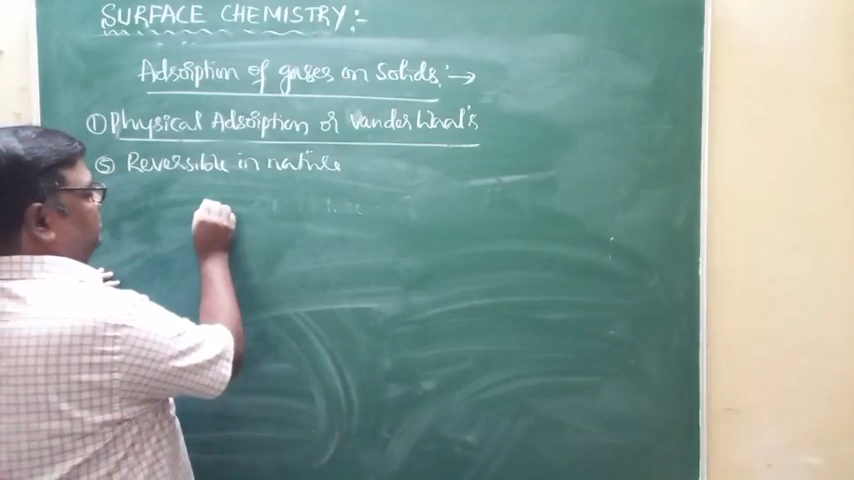 SURFACE CHEMISTRY:-
Adsorption of gases on solids:→
① Physical Adsorption or vander Waal's
⑤ Reversible in nature